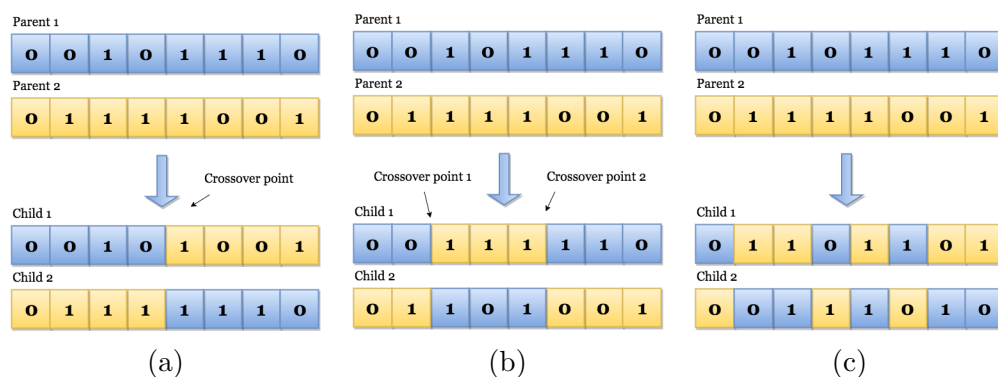 Parent 1
0 0 1 0 1 1 1 0
Parent 2
0 1 1 1 1 0 0 1
Crossover point
Child 1
0 0 1 0 1 0 0 1
Child 2
0 1 1 1 1 1 1 0
(a)
Parent 1
0 0 1 0 1 1 1 0
Parent 2
0 1 1 1 1 0 0 1
Crossover point 1
Crossover point 2
Child 1
0 0 1 1 1 1 1 0
Child 2
0 1 1 0 1 0 0 1
(b)
Parent 1
0 0 1 0 1 1 1 0
Parent 2
0 1 1 1 1 0 0 1
Child 1
0 1 1 0 1 1 0 1
Child 2
0 0 1 1 1 0 1 0
(c)